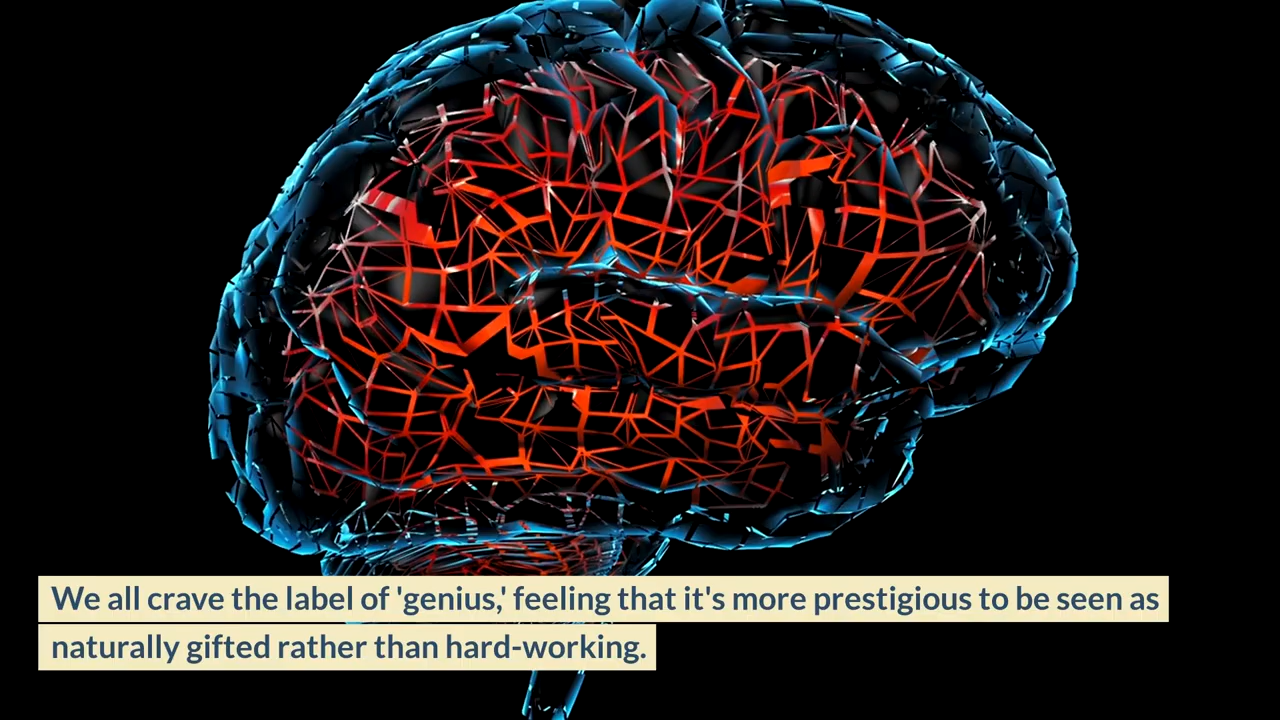 We all crave the label of 'genius,' feeling that it's more prestigious to be seen as
naturally gifted rather than hard-working.